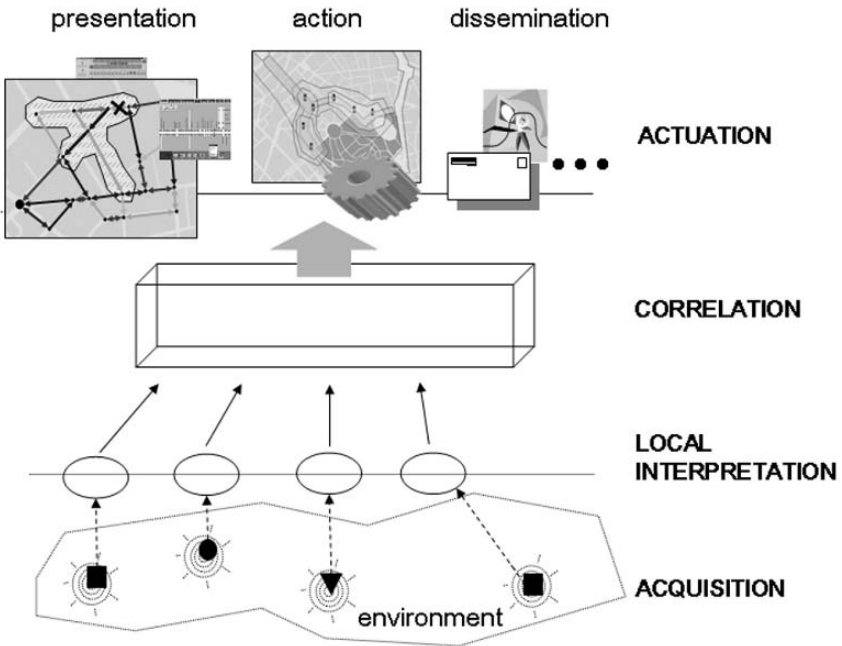 presentation action dissemination
ACTUATION
CORRELATION
LOCAL
INTERPRETATION
ACQUISITION
environment